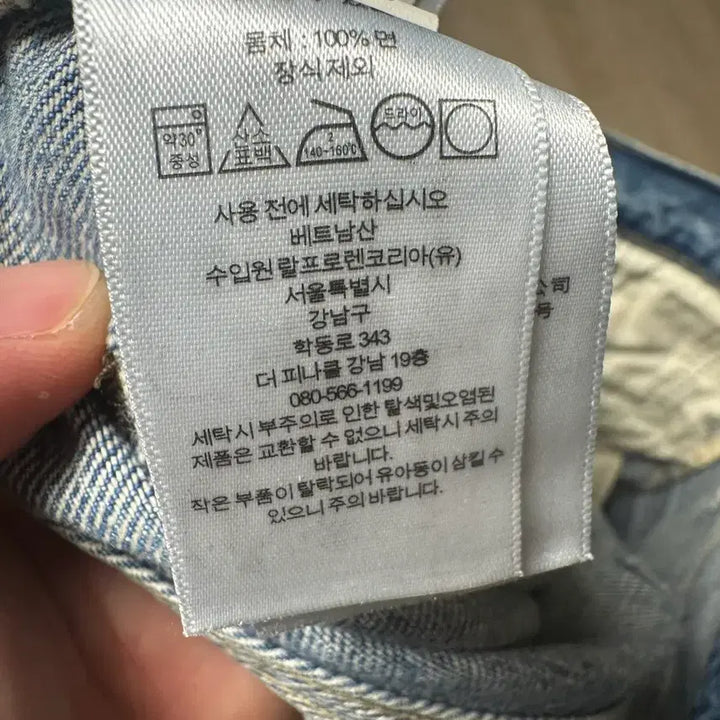 몸체 : 100% 면
장식제외
약30° 중성
산소 표백
2 140~160℃
드라이
사용 전에 세탁하십시오
베트남산
수입원 랄프로렌코리아(유)
서울특별시
강남구
학동로 343
더 피나클 강남 19층
080-566-1199
세탁시 부주의로 인한 탈색및오염된
제품은 교환할 수 없으니 세탁시 주의
바랍니다.
작은 부품이 탈락되어 유아동이 삼킬 수
있으니 주의 바랍니다.
公司
号